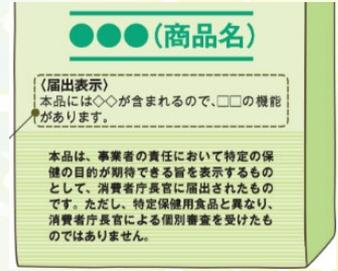 ●●●(商品名)
〈届出表示〉
本品には◇◇が含まれるので、□□の機能
があります。
本品は、事業者の責任において特定の保
健の目的が期待できる旨を表示するもの
として、消費者庁長官に届出されたもの
です。ただし、特定保健用食品と異なり、
消費者庁長官による個別審査を受けたも
のではありません。